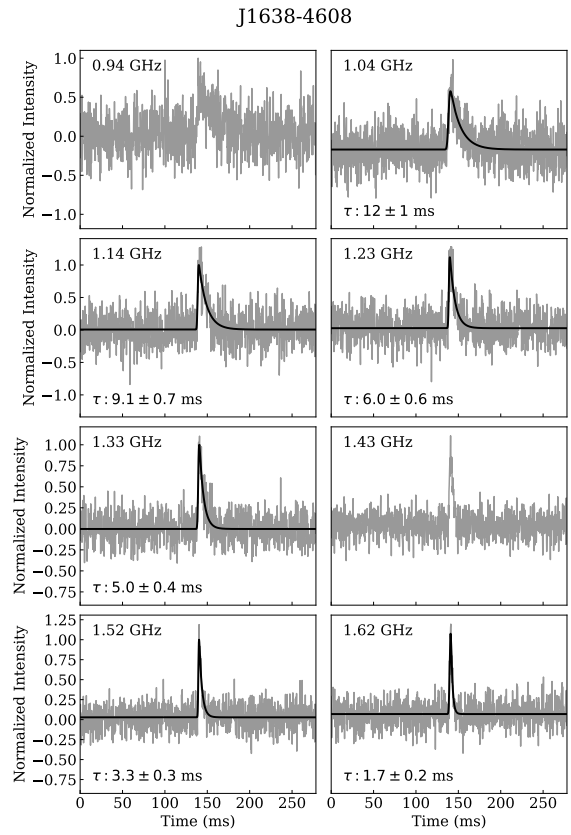 J1638-4608
0.94 GHz
1.04 GHz
Normalized Intensity
1.0
0.5
0.0
−0.5
−1.0
τ : 12 ± 1 ms
1.14 GHz
1.23 GHz
Normalized Intensity
1.0
0.5
0.0
−0.5
−1.0
τ : 9.1 ± 0.7 ms
τ : 6.0 ± 0.6 ms
1.33 GHz
1.43 GHz
Normalized Intensity
1.00
0.75
0.50
0.25
0.00
−0.25
−0.50
−0.75
τ : 5.0 ± 0.4 ms
1.52 GHz
1.62 GHz
Normalized Intensity
1.25
1.00
0.75
0.50
0.25
0.00
−0.25
−0.50
−0.75
τ : 3.3 ± 0.3 ms
τ : 1.7 ± 0.2 ms
0 50 100 150 200 250
0 50 100 150 200 250
Time (ms)
Time (ms)